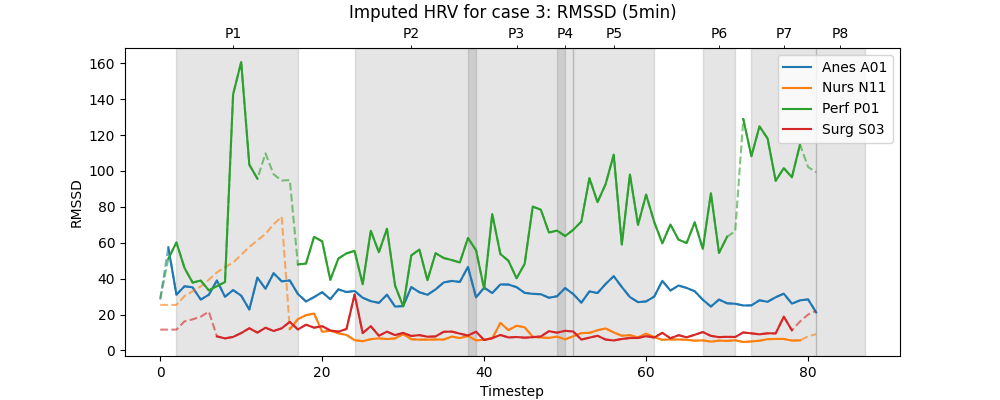 Imputed HRV for case 3: RMSSD (5min)
P1 P2 P3 P4 P5 P6 P7 P8
Anes A01
Nurs N11
Perf P01
Surg S03
RMSSD
160
140
120
100
80
60
40
20
0
0 20 40 60 80
Timestep